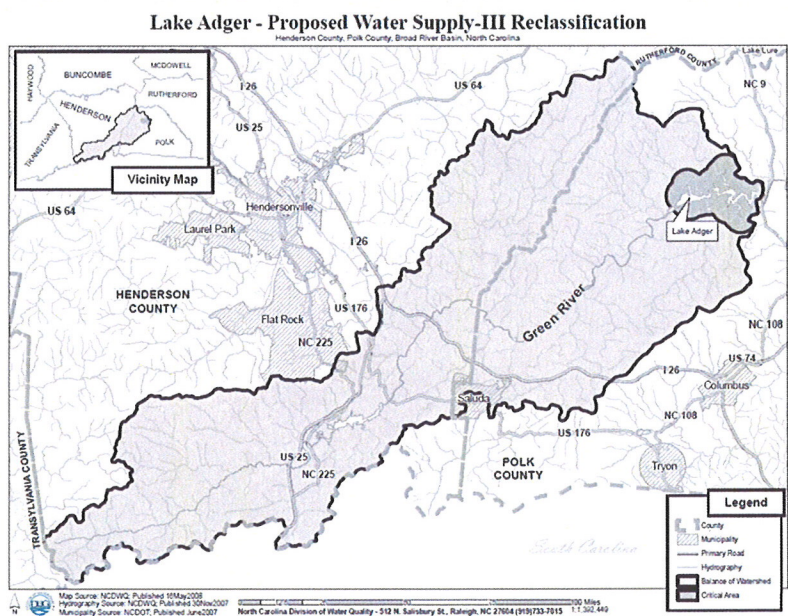 Lake Adger - Proposed Water Supply-III Reclassification
Henderson County, Polk County, Broad River Basin, North Carolina
HAYWOOD
BUNCOMBE
MCDOWELL
RUTHERFORD
HENDERSON
TRANSYLVANIA
POLK
Vicinity Map
I 26
US 25
US 64
RUTHERFORD COUNTY
Lake Lure
NC 9
US 64
Hendersonville
Laurel Park
I 26
Lake Adger
HENDERSON
COUNTY
US 176
Flat Rock
NC 225
Green River
NC 108
US 74
I 26
Columbus
Saluda
NC 108
US 176
US 25
NC 225
POLK
COUNTY
Tryon
TRANSYLVANIA COUNTY
South Carolina
Legend
County
Municipality
Primary Road
Hydrography
Balance of Watershed
Critical Area
N
Map Source: NCDWQ; Published 16May2008
Hydrography Source: NCDWQ; Published 30Nov2007
Municipality Source: NCDOT; Published June2007
Miles
1:1,392,449
North Carolina Division of Water Quality - 512 N. Salisbury St., Raleigh, NC 27604 (919)733-7015